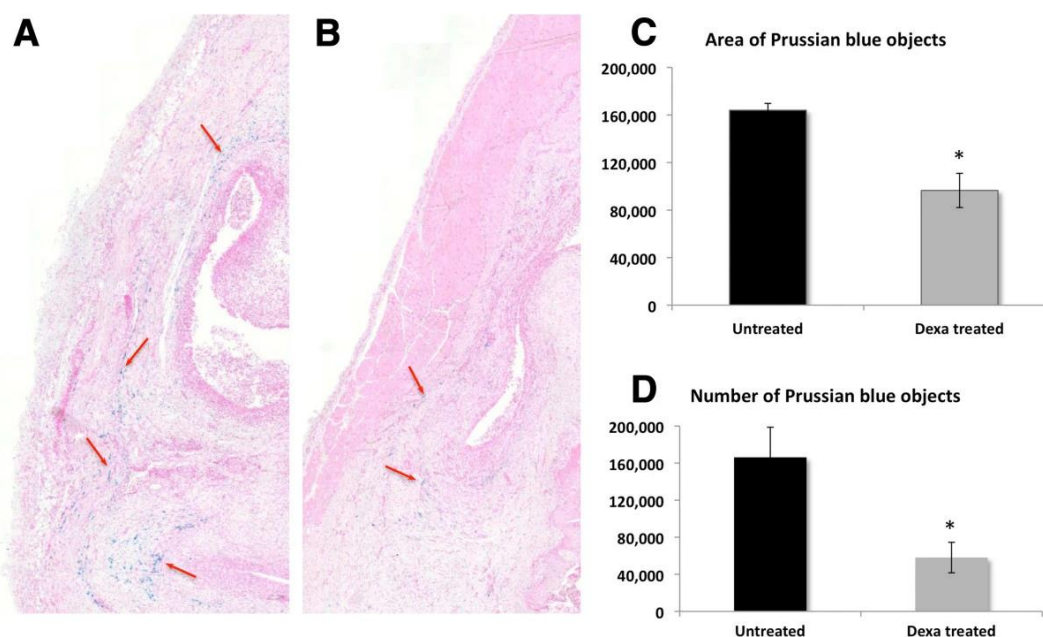 A
B
C
Area of Prussian blue objects
200,000
160,000
120,000
80,000
40,000
0
*
Untreated
Dexa treated
D
Number of Prussian blue objects
200,000
160,000
120,000
80,000
40,000
0
*
Untreated
Dexa treated